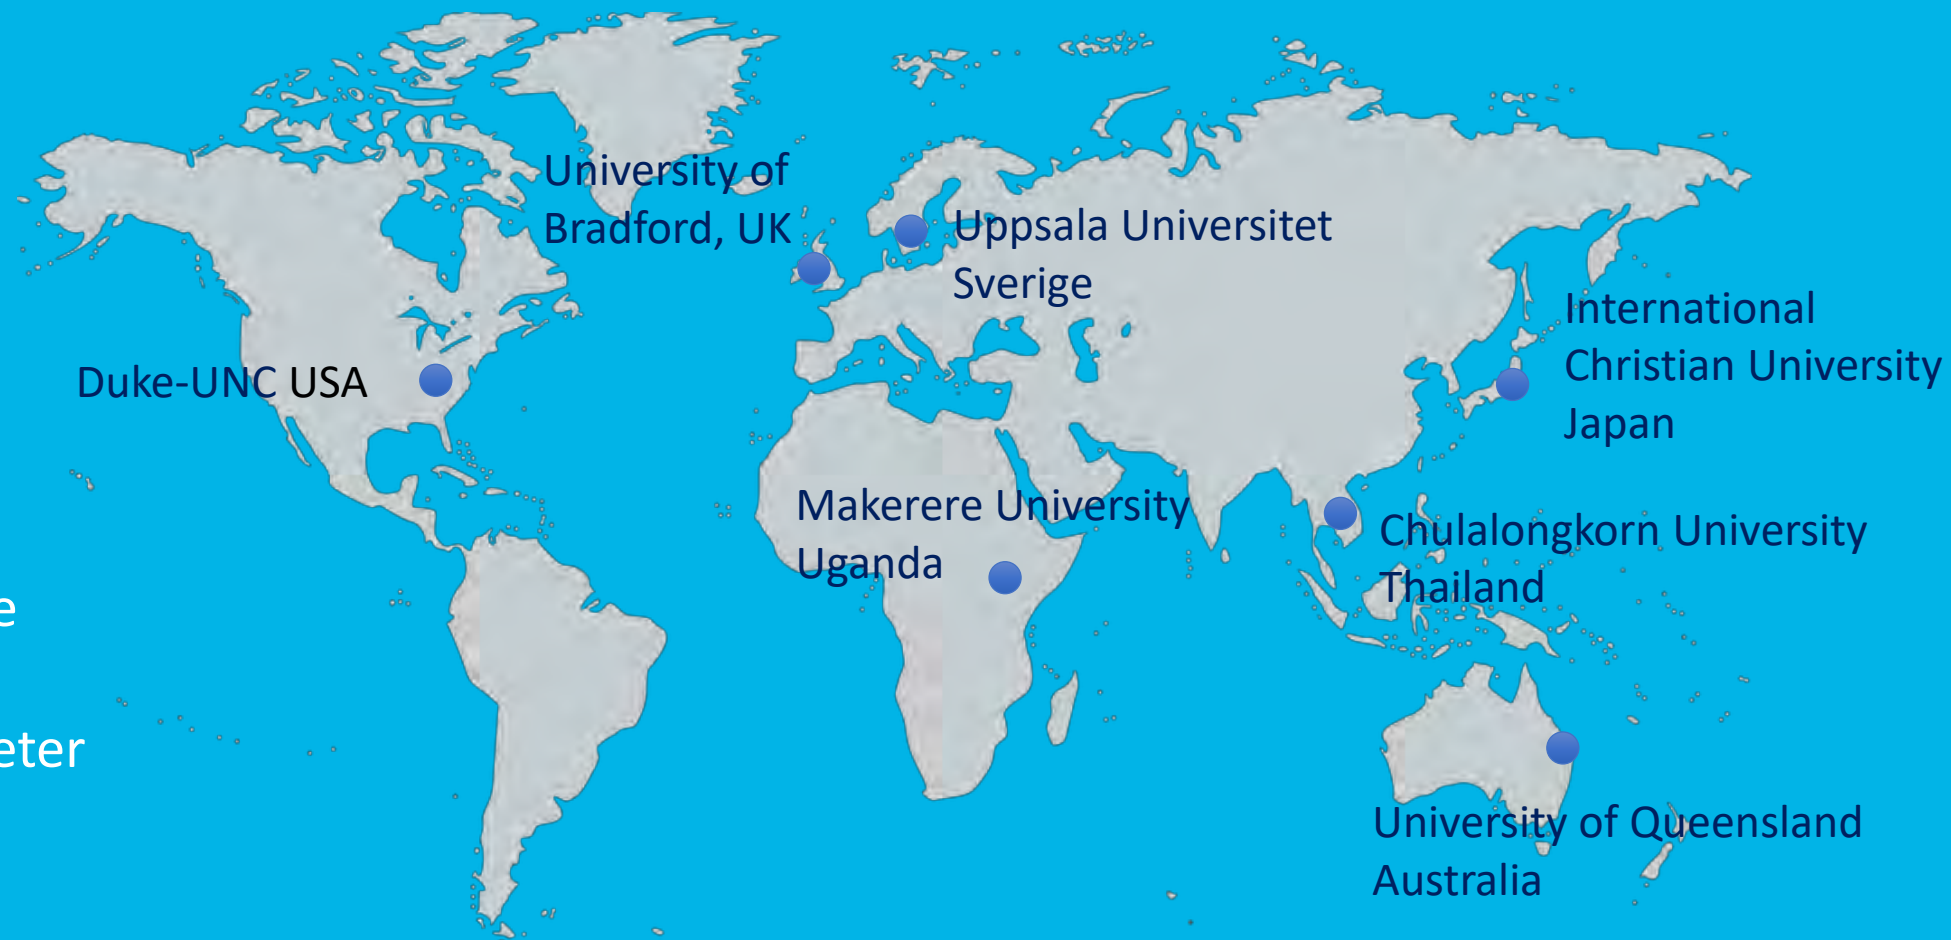 University of
Bradford, UK
Uppsala Universitet
Sverige
International
Christian University
Japan
Duke-UNC USA
Makerere University
Uganda
Chulalongkorn University
Thailand
e
eter
University of Queensland
Australia